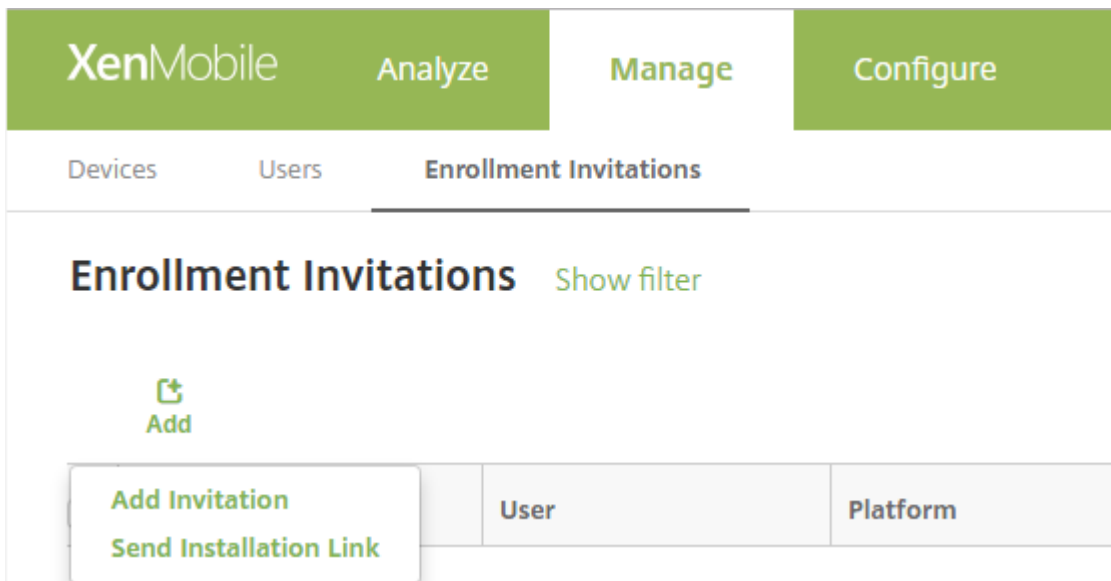 XenMobile Analyze Manage Configure
Devices Users Enrollment Invitations
Enrollment Invitations Show filter
Add
Add Invitation
Send Installation Link
User Platform